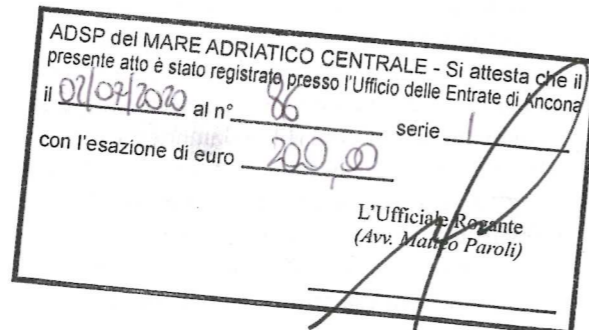 ADSP del MARE ADRIATICO CENTRALE - Si attesta che il
presente atto è stato registrato presso l'Ufficio delle Entrate di Ancona
il 02/07/2020 al n° 86 serie 1
con l'esazione di euro 200,00
L'Ufficiale Rogante
(Avv. Matteo Paroli)